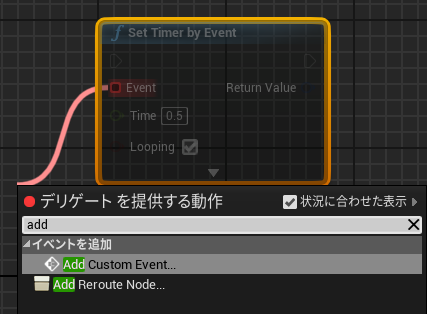 Set Timer by Event
Event
Return Value
Time 0.5
Looping
デリゲート を提供する動作
状況に合わせた表示
add
イベントを追加
Add Custom Event...
Add Reroute Node...